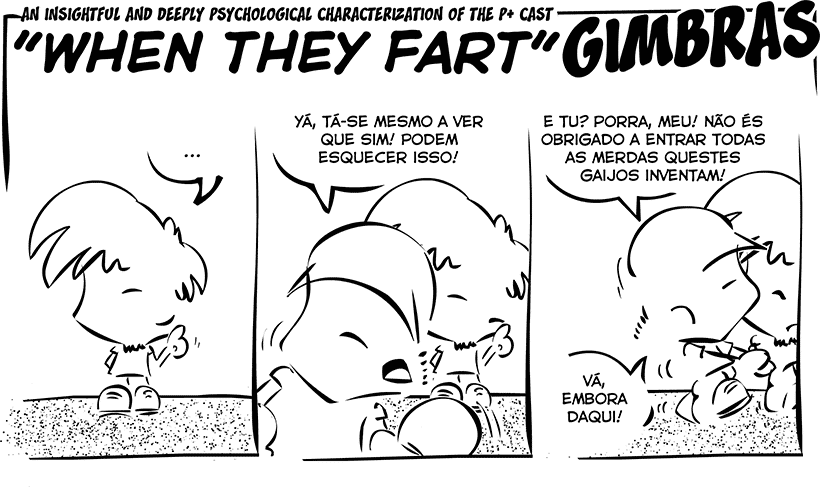 AN INSIGHTFUL AND DEEPLY PSYCHOLOGICAL CHARACTERIZATION OF THE P+ CAST
"WHEN THEY FART" GIMBRAS
...
YÁ, TÁ-SE MESMO A VER
QUE SIM! PODEM
ESQUECER ISSO!
E TU? PORRA, MEU! NÃO ÉS
OBRIGADO A ENTRAR TODAS
AS MERDAS QUESTES
GAIJOS INVENTAM!
VÁ,
EMBORA
DAQUI!